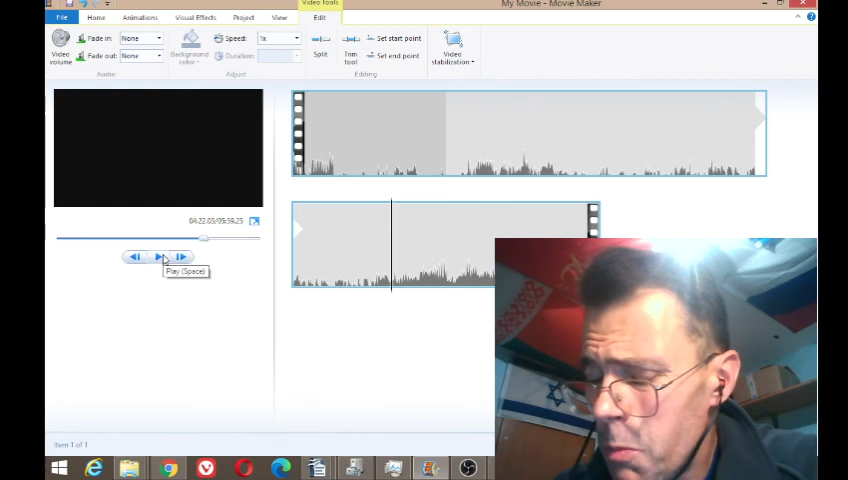 Video Tools
My Movie - Movie Maker
File Home Animations Visual Effects Project View Edit
Video volume
Fade in: None
Fade out: None
Background color
Speed: 1x
Duration:
Split
Trim tool
Set start point
Set end point
Video stabilization
Audio Adjust Editing
04:22.03/05:59.25
Play (Space)
Item 1 of 1